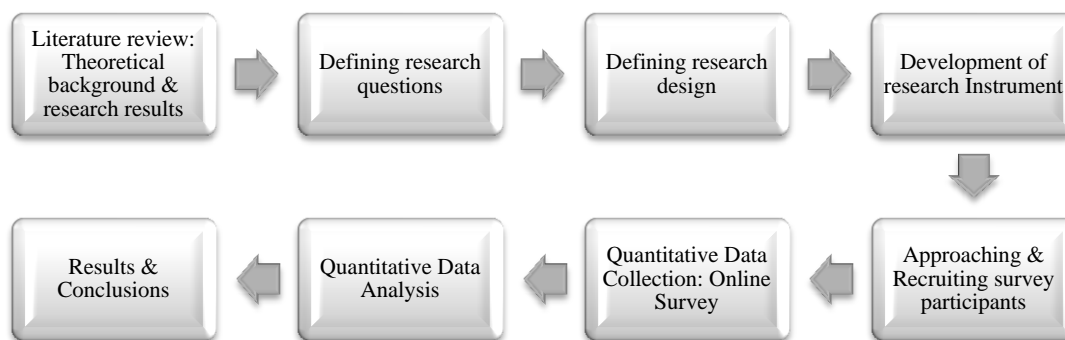 Literature review:
Theoretical
background &
research results
Defining research
questions
Defining research
design
Development of
research Instrument
Approaching &
Recruiting survey
participants
Quantitative Data
Collection: Online
Survey
Quantitative Data
Analysis
Results &
Conclusions